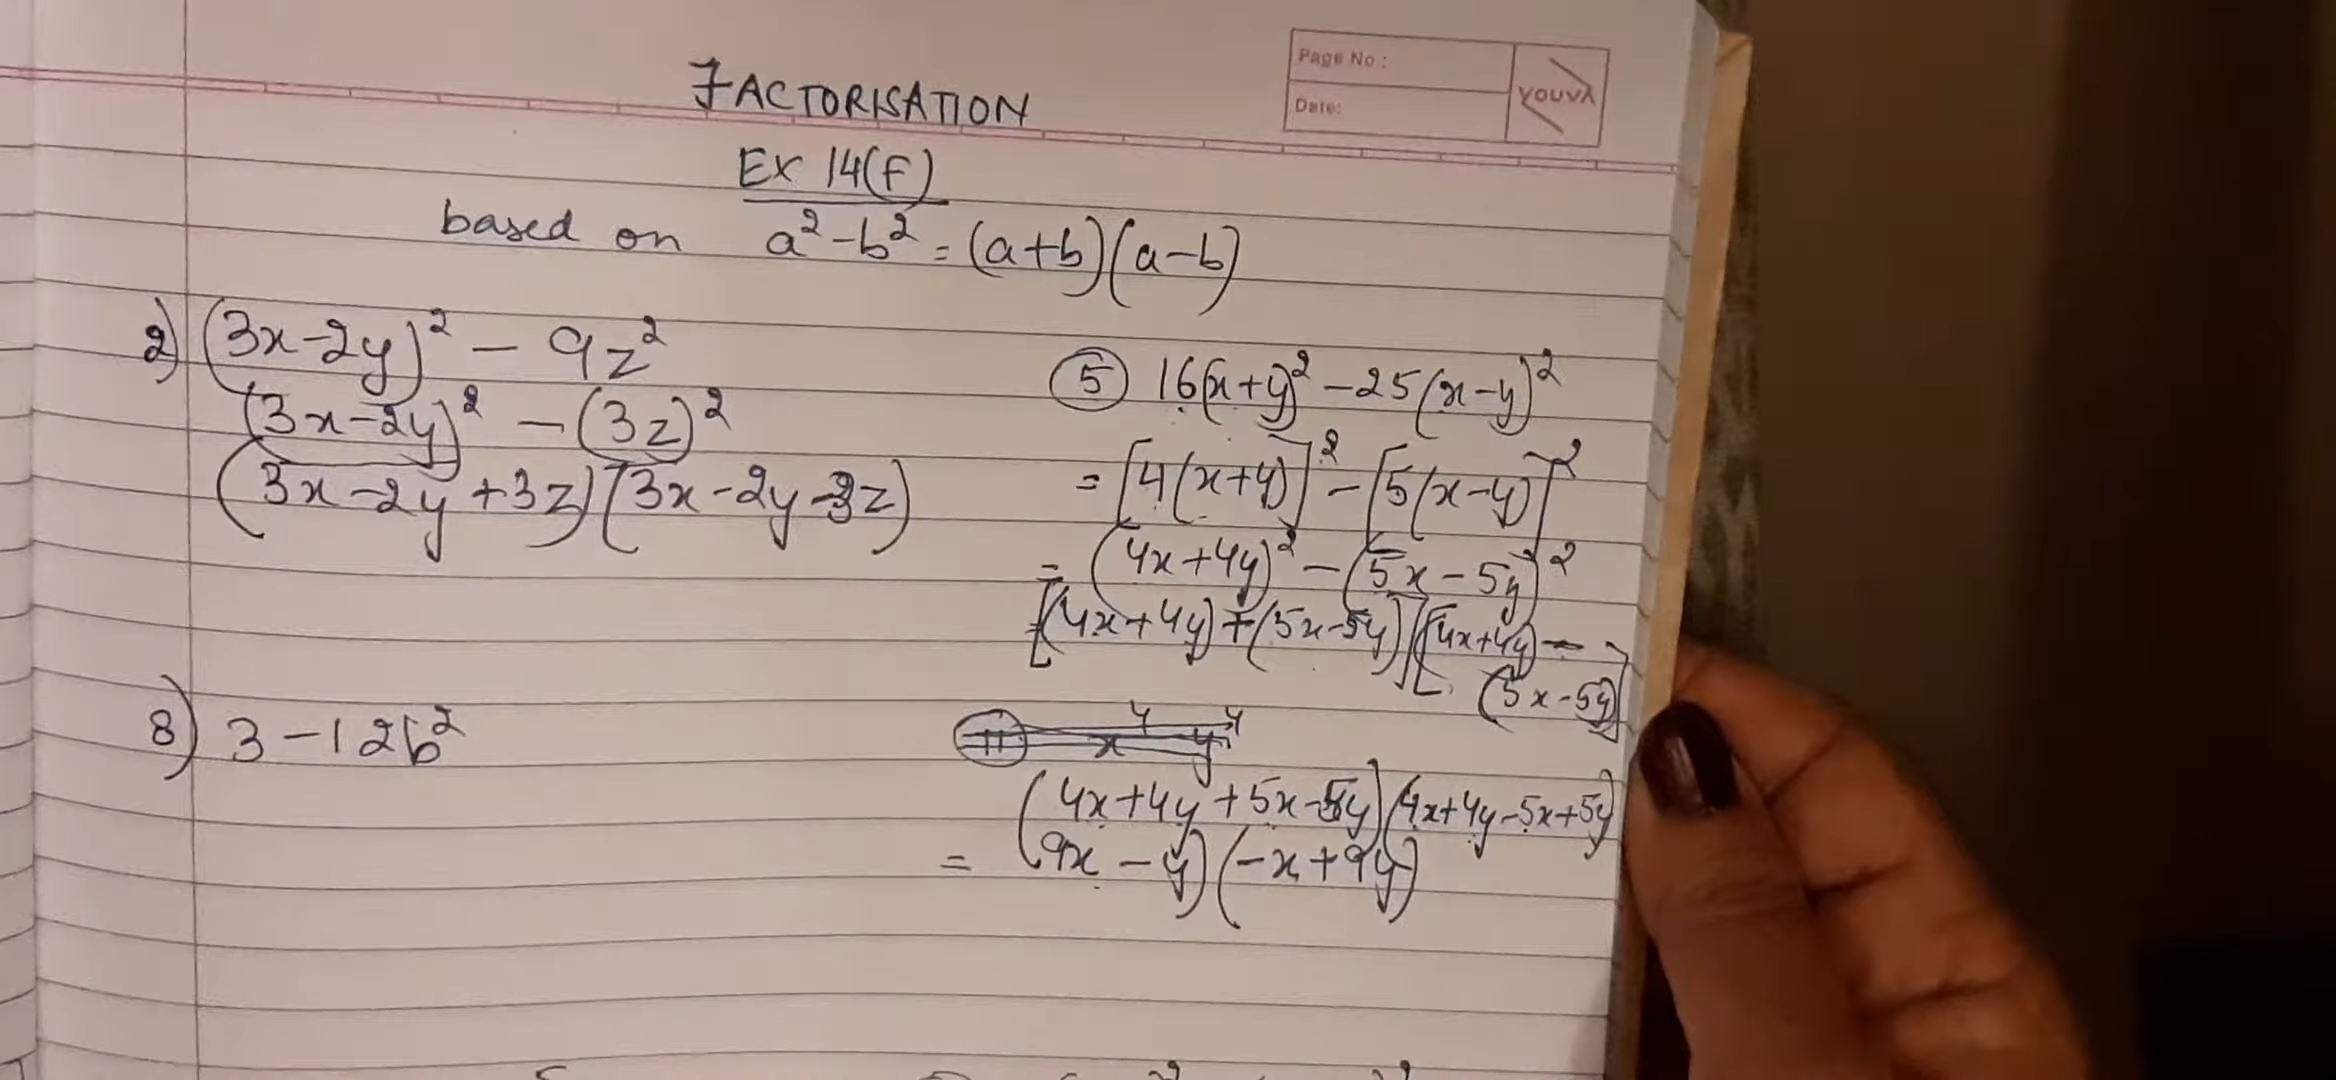 Page No.:
Date:
YOUVA
FACTORISATION
Ex 14(F)
based on a² - b² = (a+b)(a-b)
2) (3x-2y)² - 9z²
(3x-2y)² - (3z)²
(3x-2y+3z)(3x-2y-3z)
8) 3-12b²
5 16(x+y)² - 25(x-y)²
= [4(x+y)]² - [5(x-y)]²
= (4x+4y)² - (5x-5y)²
[(4x+4y)+(5x-5y)][(4x+4y)-
(5x-5y)]
(4x+4y+5x-5y)(4x+4y-5x+5y)
= (9x-y)(-x+9y)